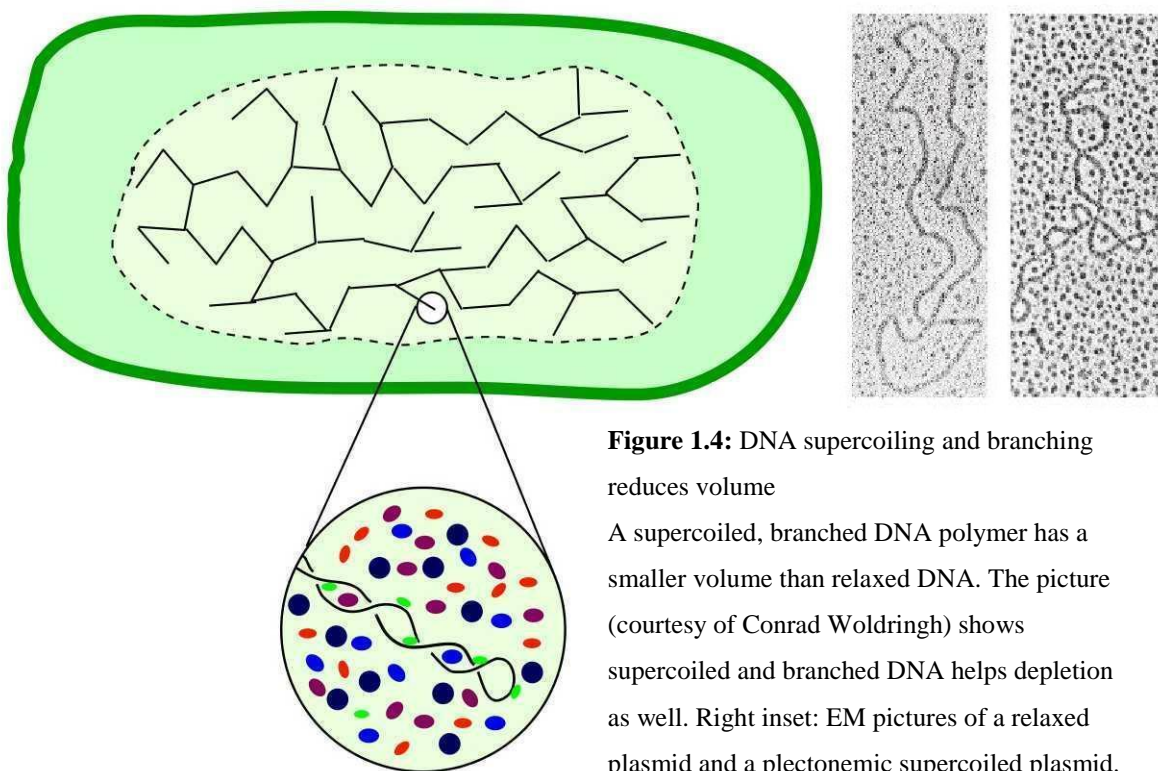 Figure 1.4: DNA supercoiling and branching
reduces volume
A supercoiled, branched DNA polymer has a
smaller volume than relaxed DNA. The picture
(courtesy of Conrad Woldringh) shows
supercoiled and branched DNA helps depletion
as well. Right inset: EM pictures of a relaxed
plasmid and a plectonemic supercoiled plasmid.